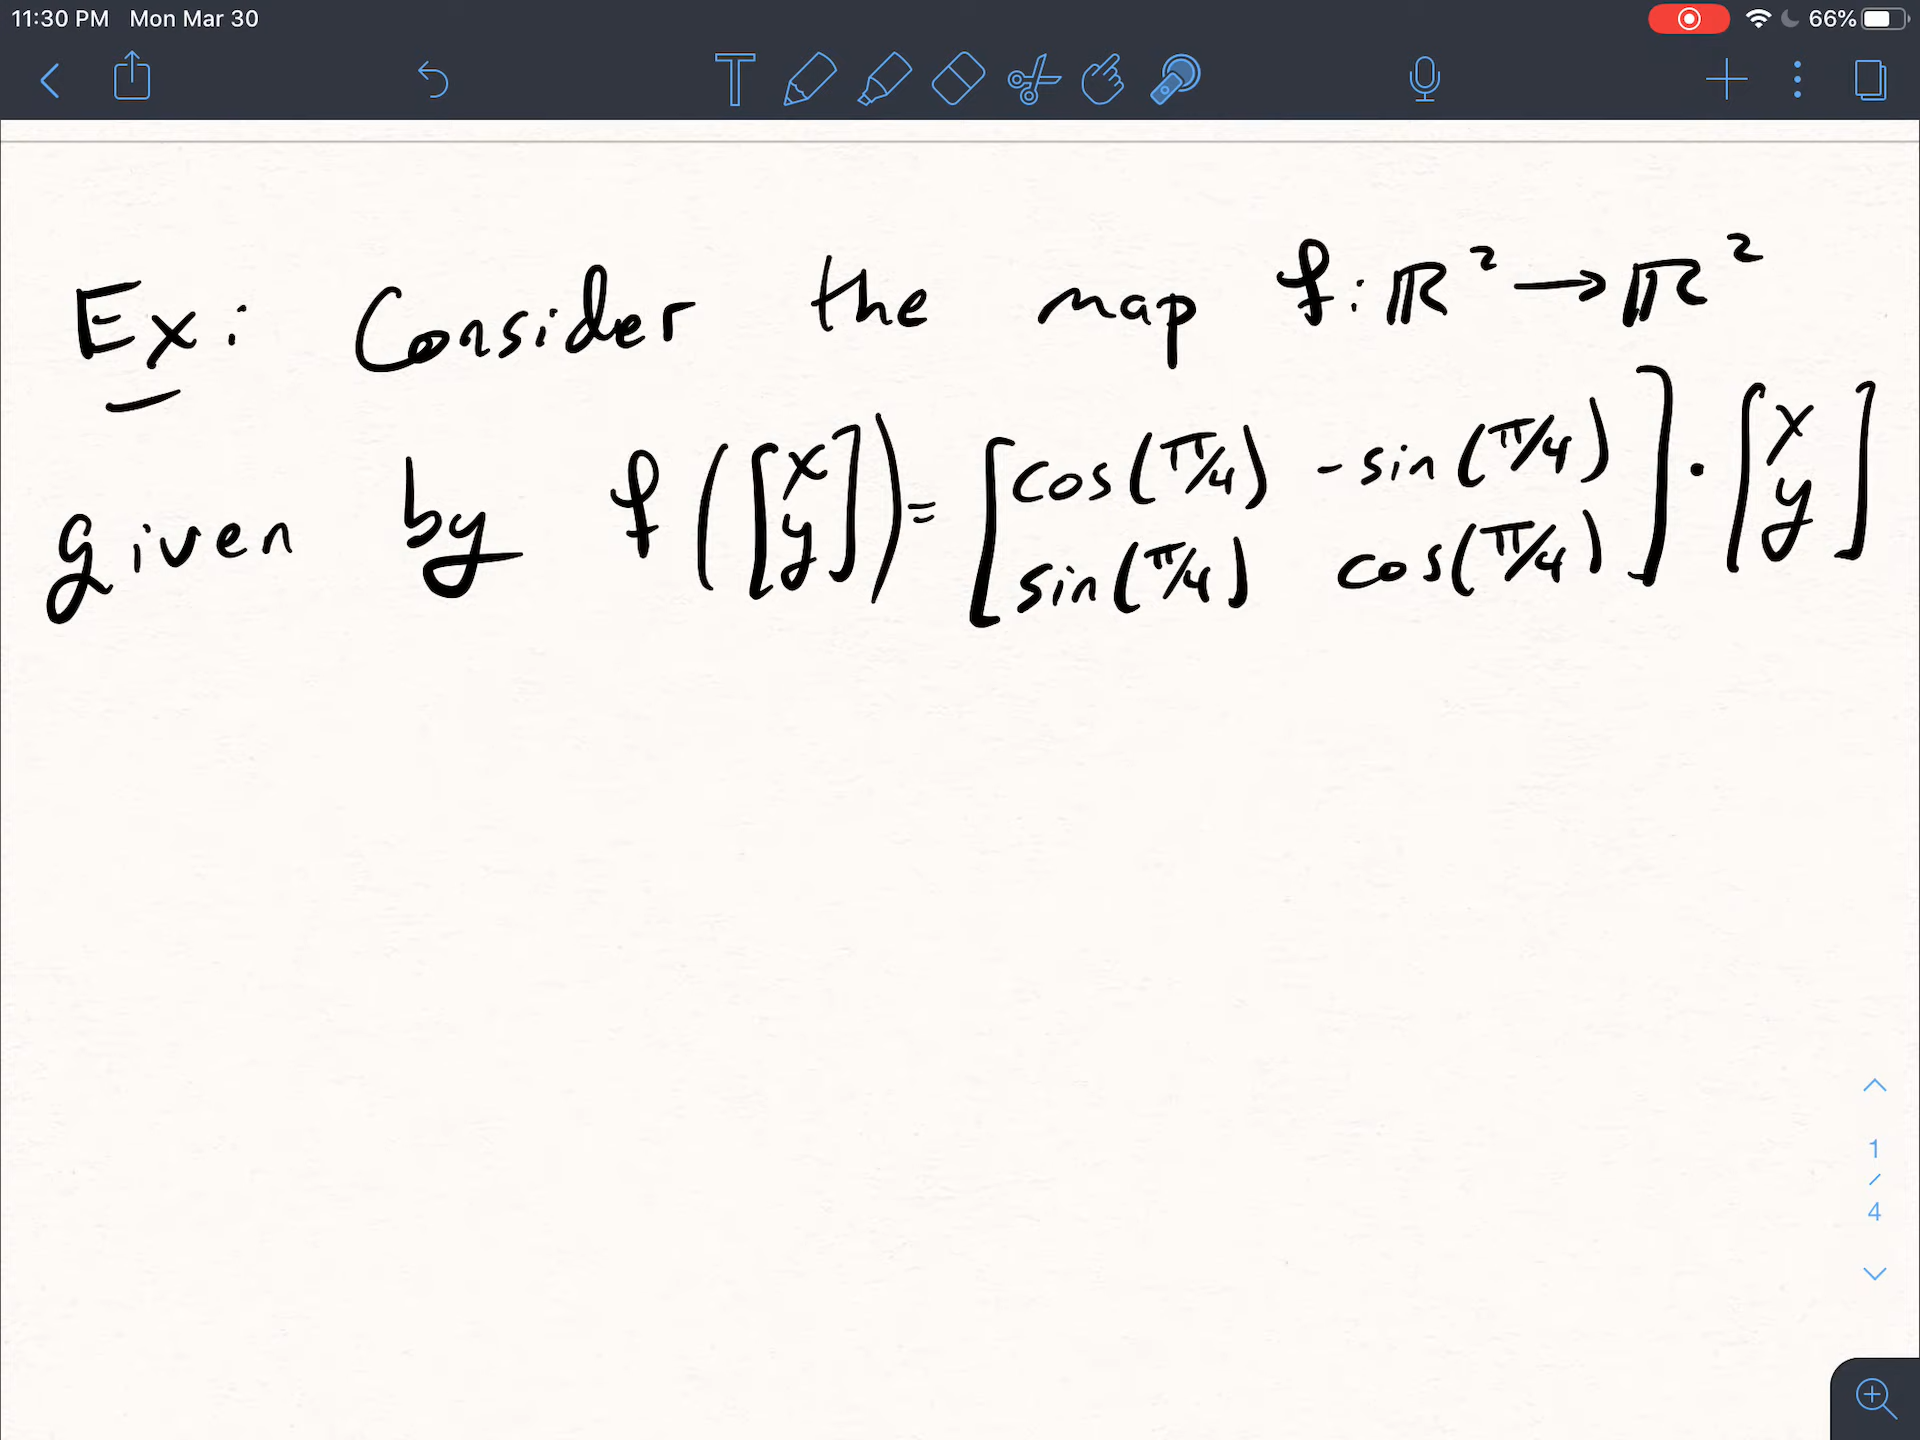 11:30 PM Mon Mar 30 66%
T
Ex: Consider the map f: ℝ² → ℝ²
given by f([x y]) = [cos(π/4) -sin(π/4) sin(π/4) cos(π/4)] · [x y]
1
/
4